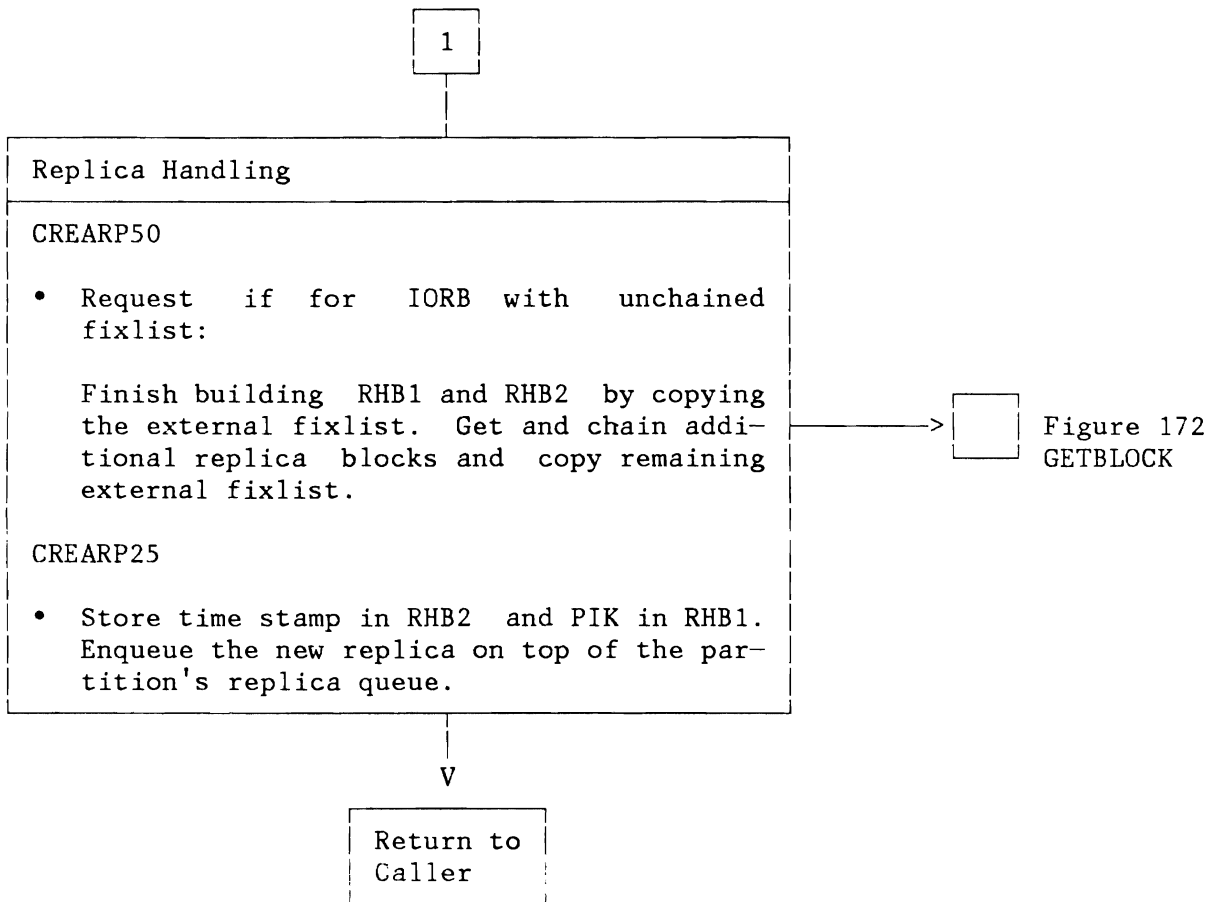 1
Replica Handling
CREARP50
• Request if for IORB with unchained
fixlist:
Finish building RHB1 and RHB2 by copying
the external fixlist. Get and chain addi-
tional replica blocks and copy remaining
external fixlist.
Figure 172
GETBLOCK
CREARP25
• Store time stamp in RHB2 and PIK in RHB1.
Enqueue the new replica on top of the par-
tition's replica queue.
V
Return to
Caller